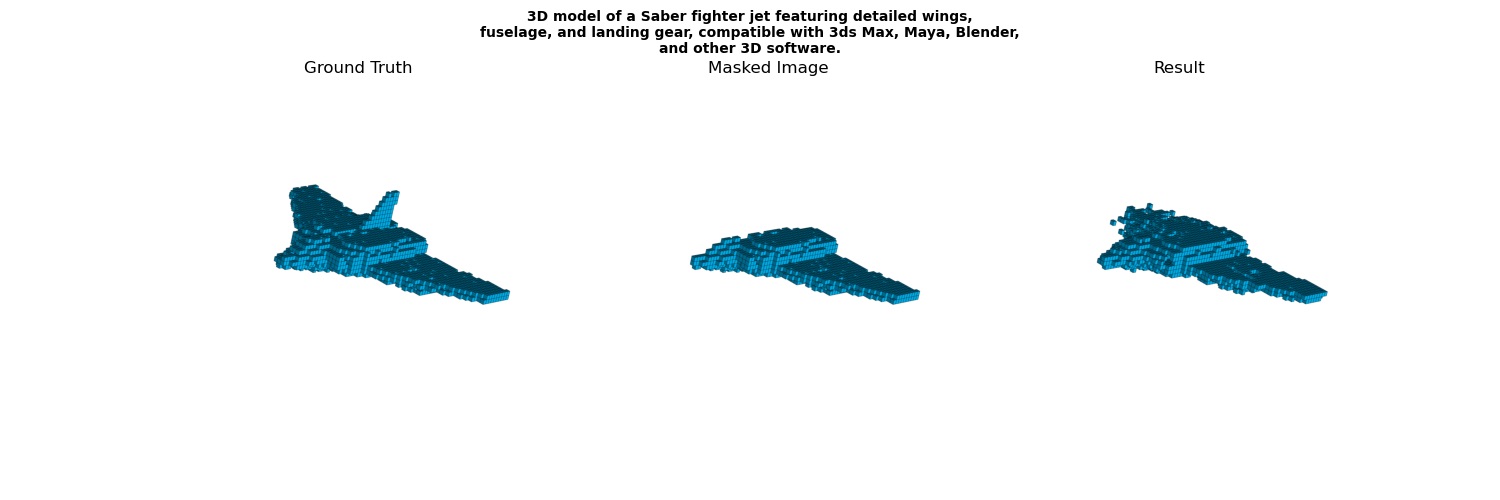 3D model of a Saber fighter jet featuring detailed wings,
fuselage, and landing gear, compatible with 3ds Max, Maya, Blender,
and other 3D software.
Ground Truth
Masked Image
Result